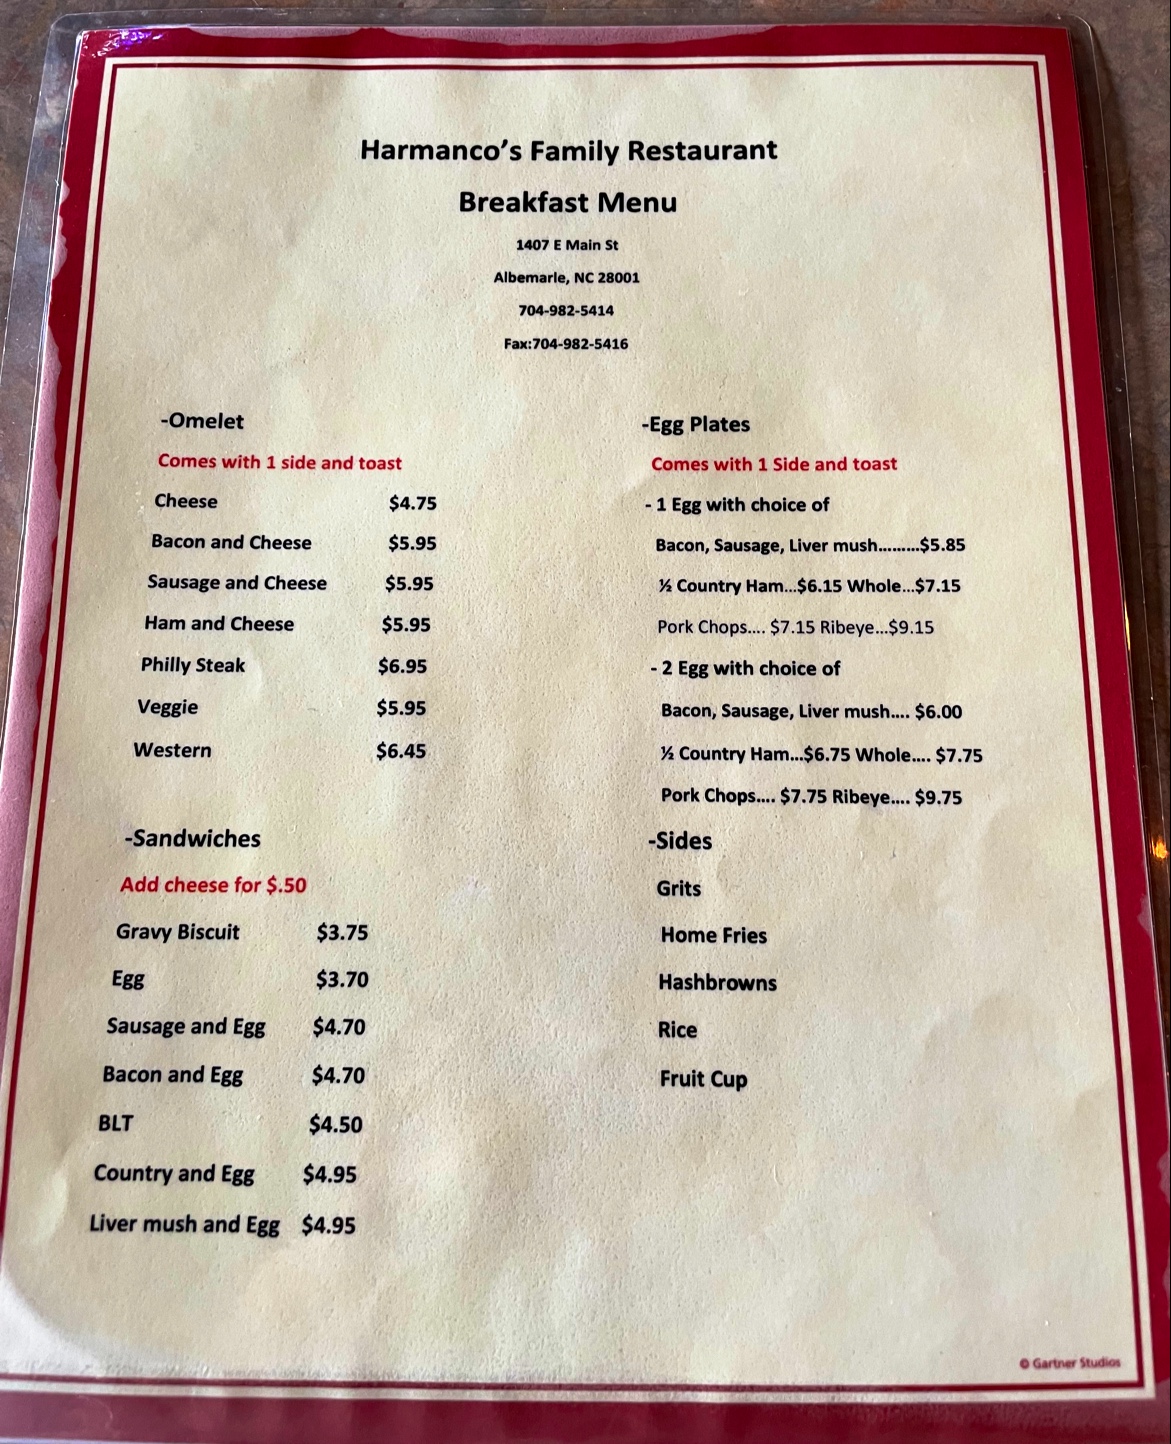 Harmanco's Family Restaurant
Breakfast Menu
1407 E Main St
Albemarle, NC 28001
704-982-5414
Fax:704-982-5416
-Omelet
Comes with 1 side and toast
Cheese $4.75
Bacon and Cheese $5.95
Sausage and Cheese $5.95
Ham and Cheese $5.95
Philly Steak $6.95
Veggie $5.95
Western $6.45
-Sandwiches
Add cheese for $.50
Gravy Biscuit $3.75
Egg $3.70
Sausage and Egg $4.70
Bacon and Egg $4.70
BLT $4.50
Country and Egg $4.95
Liver mush and Egg $4.95
-Egg Plates
Comes with 1 Side and toast
- 1 Egg with choice of
Bacon, Sausage, Liver mush.........$5.85
½ Country Ham...$6.15 Whole...$7.15
Pork Chops.... $7.15 Ribeye...$9.15
- 2 Egg with choice of
Bacon, Sausage, Liver mush.... $6.00
½ Country Ham...$6.75 Whole.... $7.75
Pork Chops.... $7.75 Ribeye.... $9.75
-Sides
Grits
Home Fries
Hashbrowns
Rice
Fruit Cup
© Gartner Studios